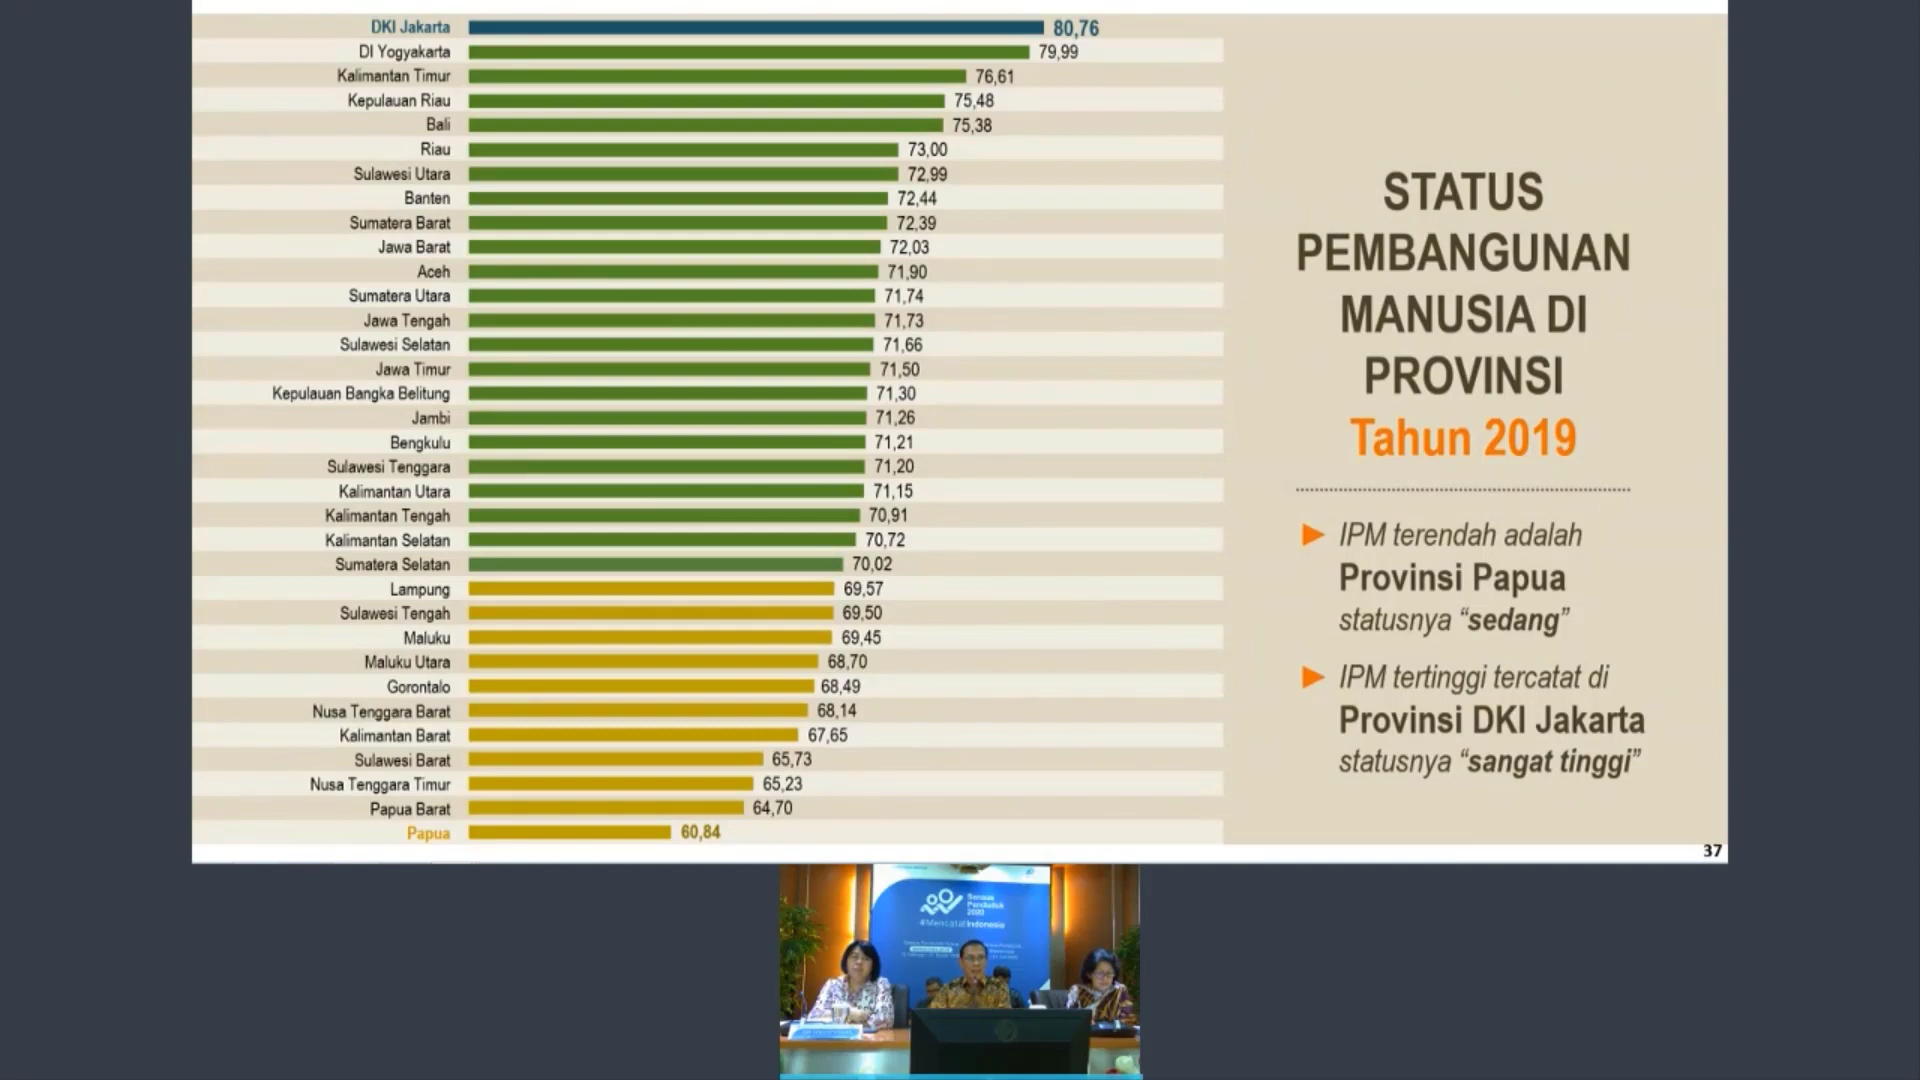 DKI Jakarta 80,76
DI Yogyakarta 79,99
Kalimantan Timur 76,61
Kepulauan Riau 75,48
Bali 75,38
Riau 73,00
Sulawesi Utara 72,99
Banten 72,44
Sumatera Barat 72,39
Jawa Barat 72,03
Aceh 71,90
Sumatera Utara 71,74
Jawa Tengah 71,73
Sulawesi Selatan 71,66
Jawa Timur 71,50
Kepulauan Bangka Belitung 71,30
Jambi 71,26
Bengkulu 71,21
Sulawesi Tenggara 71,20
Kalimantan Utara 71,15
Kalimantan Tengah 70,91
Kalimantan Selatan 70,72
Sumatera Selatan 70,02
Lampung 69,57
Sulawesi Tengah 69,50
Maluku 69,45
Maluku Utara 68,70
Gorontalo 68,49
Nusa Tenggara Barat 68,14
Kalimantan Barat 67,65
Sulawesi Barat 65,73
Nusa Tenggara Timur 65,23
Papua Barat 64,70
Papua 60,84
STATUS
PEMBANGUNAN
MANUSIA DI
PROVINSI
Tahun 2019
IPM terendah adalah
Provinsi Papua
statusnya “sedang”
IPM tertinggi tercatat di
Provinsi DKI Jakarta
statusnya “sangat tinggi”
37
Sensus
Penduduk
2020
#MencatatIndonesia